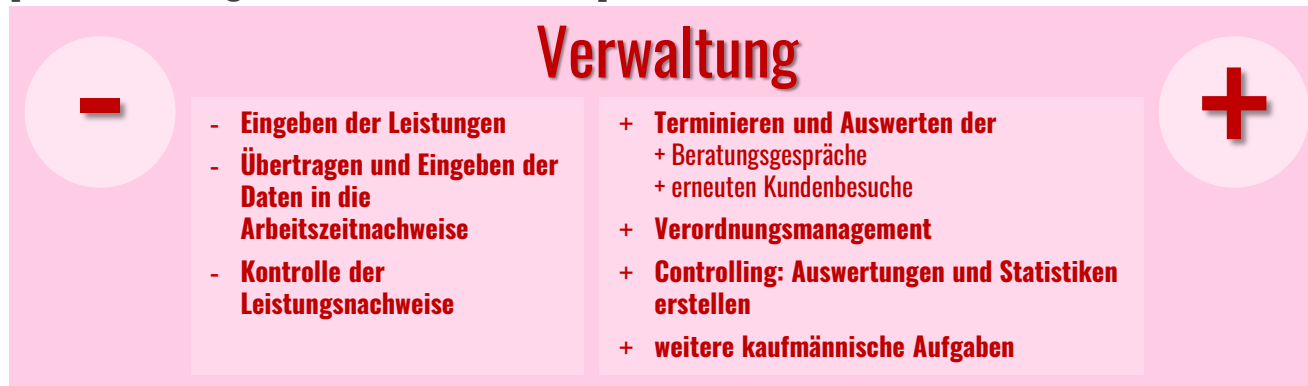 Verwaltung
-
+
- Eingeben der Leistungen
- Übertragen und Eingeben der
Daten in die
Arbeitszeitnachweise
- Kontrolle der
Leistungsnachweise
+ Terminieren und Auswerten der
+ Beratungsgespräche
+ erneuten Kundenbesuche
+ Verordnungsmanagement
+ Controlling: Auswertungen und Statistiken
erstellen
+ weitere kaufmännische Aufgaben